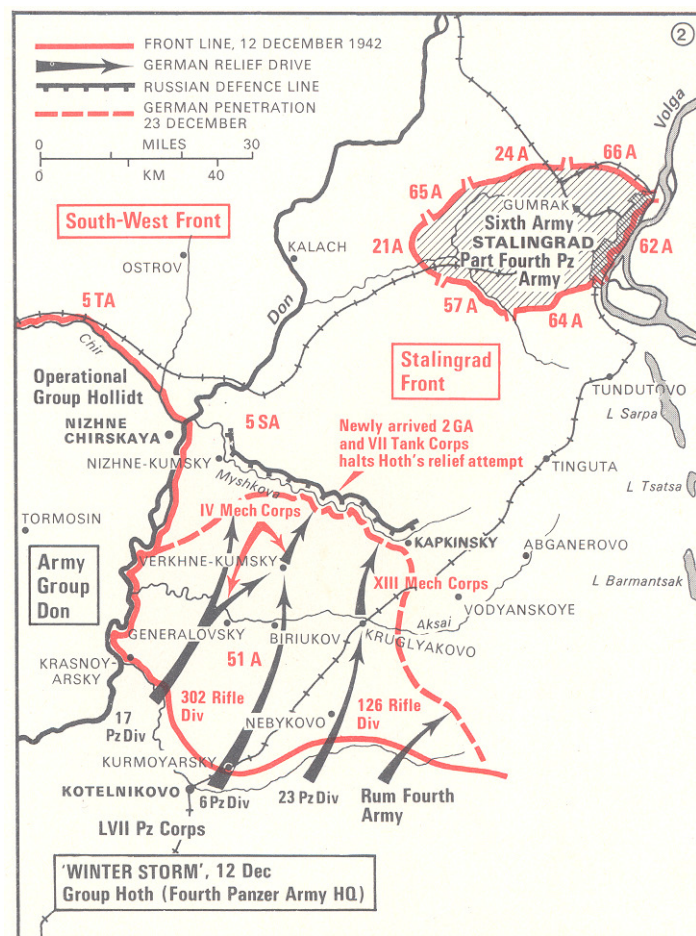 2
FRONT LINE, 12 DECEMBER 1942
GERMAN RELIEF DRIVE
RUSSIAN DEFENCE LINE
GERMAN PENETRATION
23 DECEMBER
0 MILES 30
0 KM 50
Volga
24 A
66 A
65 A
GUMRAK
South-West Front
Sixth Army
21 A
KALACH
STALINGRAD
62 A
OSTROV
Part Fourth Pz
Army
5 TA
Don
57 A
64 A
Chir
Stalingrad
Front
Operational
Group Hollidt
TUNDUTOVO
L Sarpa
5 SA
Newly arrived 2 GA
and VII Tank Corps
halts Hoth's relief attempt
NIZHNE
CHIRSKAYA
NIZHNE-KUMSKY
TINGUTA
Myshkova
L Tsatsa
IV Mech Corps
TORMOSIN
KAPKINSKY
ABGANEROVO
Army
Group
Don
VERKHNE-KUMSKY
XIII Mech Corps
L Barmantsak
VODYANSKOYE
Aksai
GENERALOVSKY
BIRIUKOV
KRUGLYAKOVO
51 A
KRASNOY-
ARSKY
302 Rifle
Div
126 Rifle
Div
17
Pz Div
NEBYKOVO
KURMOYARSKY
KOTELNIKOVO
6 Pz Div
23 Pz Div
Rum Fourth
Army
LVII Pz Corps
'WINTER STORM', 12 Dec
Group Hoth (Fourth Panzer Army HQ)